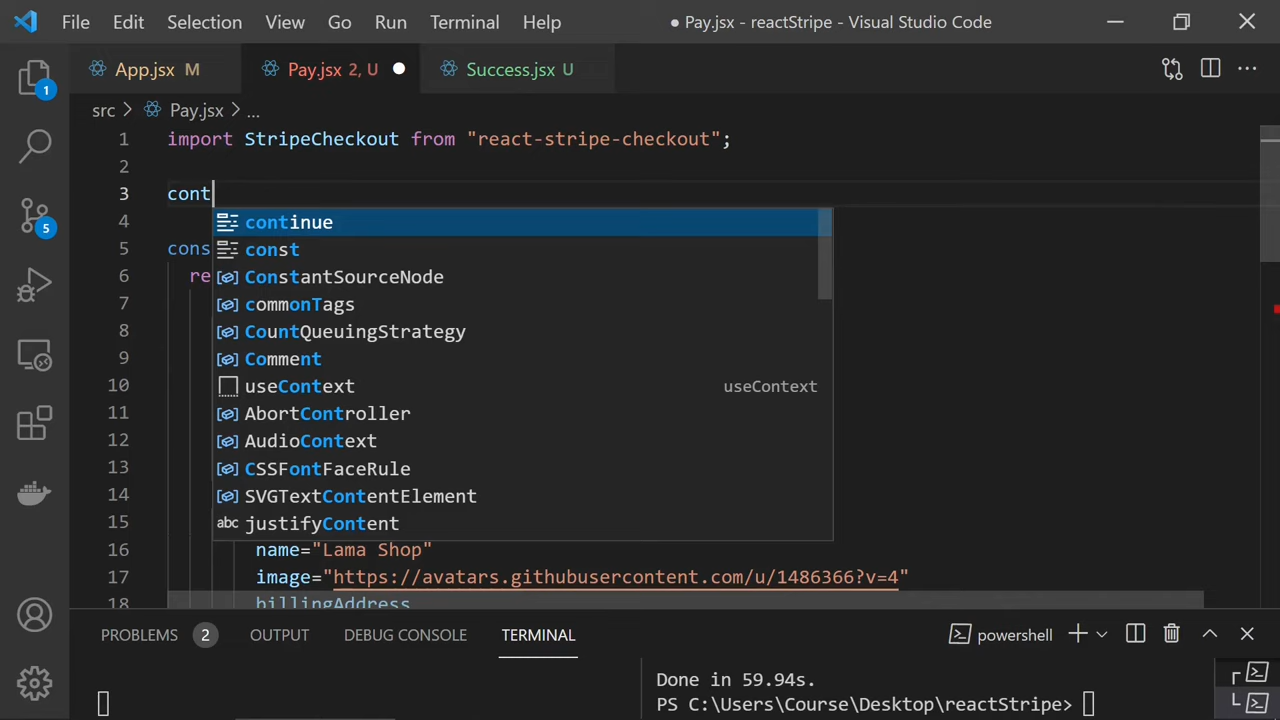 File Edit Selection View Go Run Terminal Help ● Pay.jsx - reactStripe - Visual Studio Code
App.jsx M Pay.jsx 2, U Success.jsx U
1
src > Pay.jsx > ...
1 import StripeCheckout from "react-stripe-checkout";
2
3 cont
4 continue
5 cons const
6 re ConstantSourceNode
7 commonTags
8 CountQueuingStrategy
9 Comment
10 useContext useContext
11 AbortController
12 AudioContext
13 CSSFontFaceRule
14 SVGTextContentElement
15 abc justifyContent
16 name="Lama Shop"
17 image="https://avatars.githubusercontent.com/u/1486366?v=4"
18 billingAddress
5
PROBLEMS 2 OUTPUT DEBUG CONSOLE TERMINAL powershell
Done in 59.94s.
PS C:\Users\Course\Desktop\reactStripe>